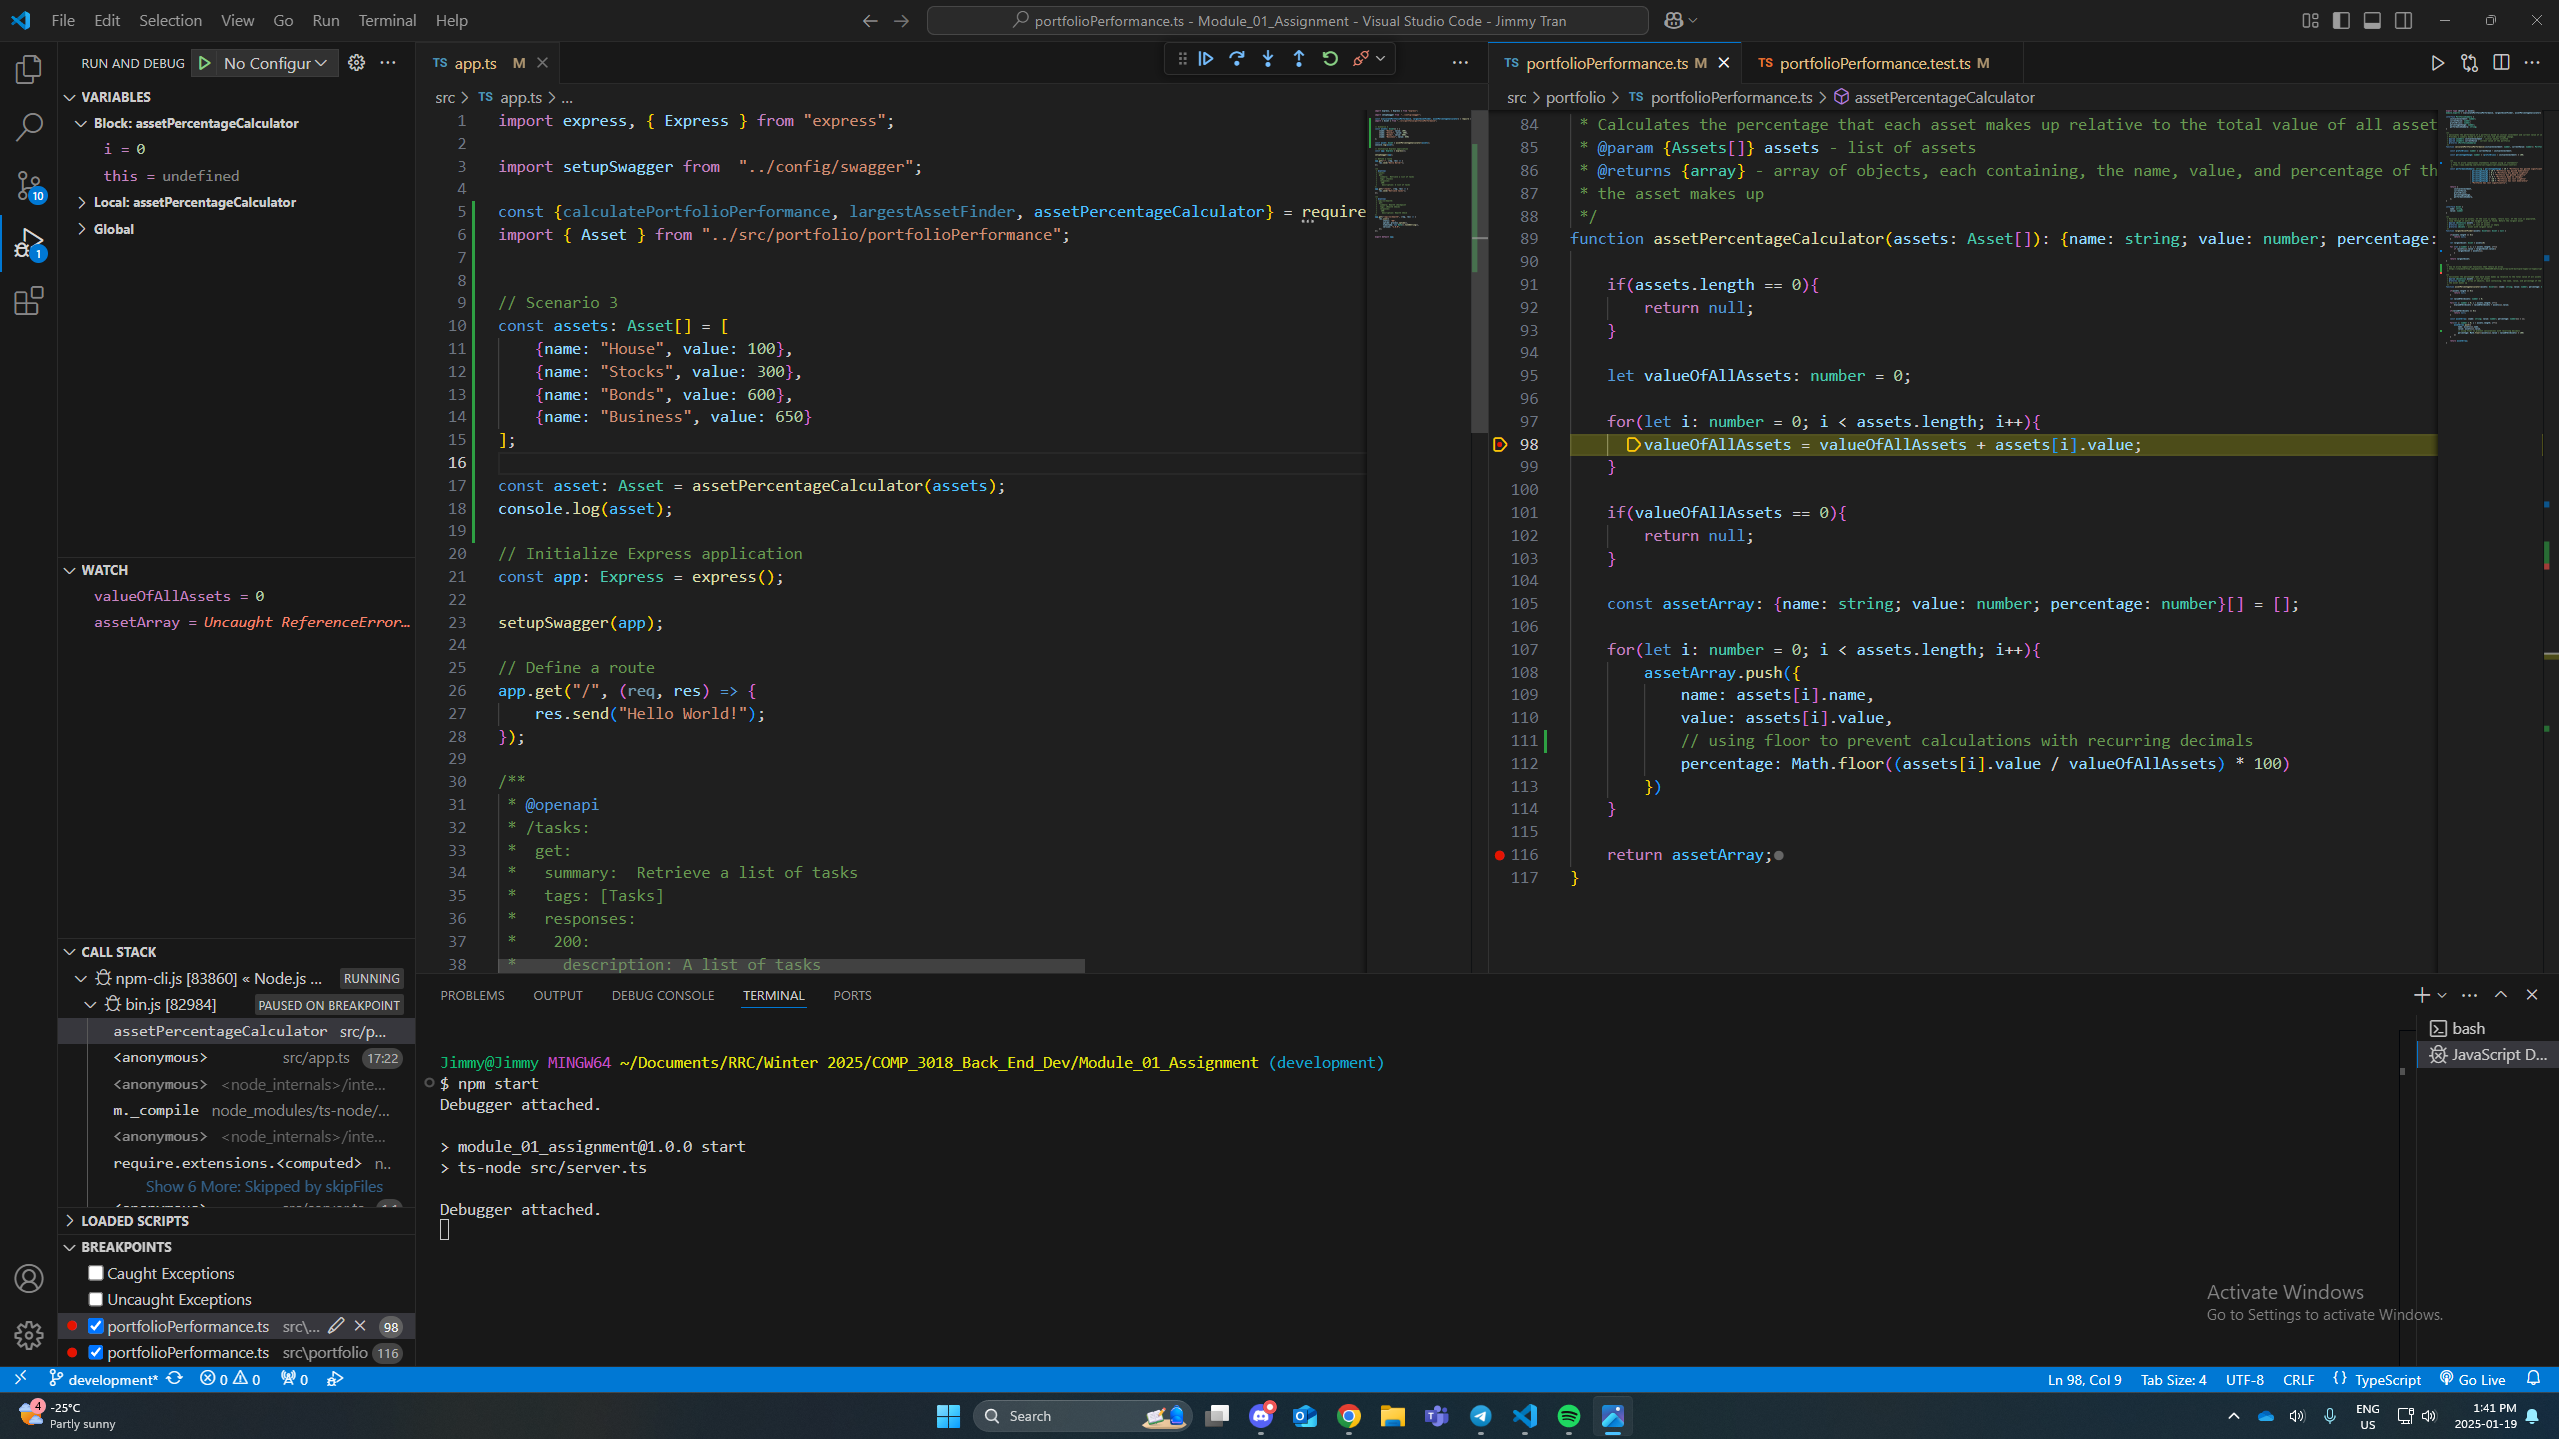 File Edit Selection View Go Run Terminal Help
portfolioPerformance.ts - Module_01_Assignment - Visual Studio Code - Jimmy Tran
RUN AND DEBUG No Configur
VARIABLES
Block: assetPercentageCalculator
i = 0
this = undefined
Local: assetPercentageCalculator
Global
WATCH
valueOfAllAssets = 0
assetArray = Uncaught ReferenceError…
CALL STACK
npm-cli.js [83860] « Node.js ... RUNNING
bin.js [82984] PAUSED ON BREAKPOINT
assetPercentageCalculator src/p...
<anonymous> src/app.ts 17:22
<anonymous> <node_internals>/inte...
m._compile node_modules/ts-node/...
<anonymous> <node_internals>/inte...
require.extensions.<computed> n..
Show 6 More: Skipped by skipFiles
LOADED SCRIPTS
BREAKPOINTS
Caught Exceptions
Uncaught Exceptions
portfolioPerformance.ts src\... 98
portfolioPerformance.ts src\portfolio 116
10
1
TS app.ts M
src > TS app.ts > ...
1 import express, { Express } from "express";
2
3 import setupSwagger from "../config/swagger";
4
5 const {calculatePortfolioPerformance, largestAssetFinder, assetPercentageCalculator} = require
6 import { Asset } from "../src/portfolio/portfolioPerformance";
7
8
9 // Scenario 3
10 const assets: Asset[] = [
11 {name: "House", value: 100},
12 {name: "Stocks", value: 300},
13 {name: "Bonds", value: 600},
14 {name: "Business", value: 650}
15 ];
16
17 const asset: Asset = assetPercentageCalculator(assets);
18 console.log(asset);
19
20 // Initialize Express application
21 const app: Express = express();
22
23 setupSwagger(app);
24
25 // Define a route
26 app.get("/", (req, res) => {
27 res.send("Hello World!");
28 });
29
30 /**
31 * @openapi
32 * /tasks:
33 * get:
34 * summary: Retrieve a list of tasks
35 * tags: [Tasks]
36 * responses:
37 * 200:
38 * description: A list of tasks
TS portfolioPerformance.ts M TS portfolioPerformance.test.ts M
src > portfolio > TS portfolioPerformance.ts > assetPercentageCalculator
84 * Calculates the percentage that each asset makes up relative to the total value of all asset
85 * @param {Assets[]} assets - list of assets
86 * @returns {array} - array of objects, each containing, the name, value, and percentage of th
87 * the asset makes up
88 */
89 function assetPercentageCalculator(assets: Asset[]): {name: string; value: number; percentage:
90
91 if(assets.length == 0){
92 return null;
93 }
94
95 let valueOfAllAssets: number = 0;
96
97 for(let i: number = 0; i < assets.length; i++){
98 valueOfAllAssets = valueOfAllAssets + assets[i].value;
99 }
100
101 if(valueOfAllAssets == 0){
102 return null;
103 }
104
105 const assetArray: {name: string; value: number; percentage: number}[] = [];
106
107 for(let i: number = 0; i < assets.length; i++){
108 assetArray.push({
109 name: assets[i].name,
110 value: assets[i].value,
111 // using floor to prevent calculations with recurring decimals
112 percentage: Math.floor((assets[i].value / valueOfAllAssets) * 100)
113 })
114 }
115
116 return assetArray;
117 }
PROBLEMS OUTPUT DEBUG CONSOLE TERMINAL PORTS
bash
JavaScript D...
Jimmy@Jimmy MINGW64 ~/Documents/RRC/Winter 2025/COMP_3018_Back_End_Dev/Module_01_Assignment (development)
$ npm start
Debugger attached.
> module_01_assignment@1.0.0 start
> ts-node src/server.ts
Debugger attached.
Activate Windows
Go to Settings to activate Windows.
development* 0 0 0 Ln 98, Col 9 Tab Size: 4 UTF-8 CRLF {} TypeScript Go Live
4 -25°C
Partly sunny
Search
ENG
US
1:41 PM
2025-01-19